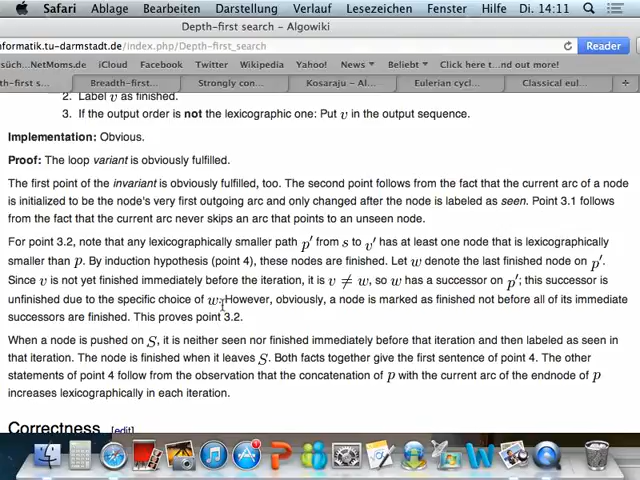 Safari Ablage Bearbeiten Darstellung Verlauf Lesezeichen Fenster Hilfe Di. 14:11
Depth-first search - Algowiki
nformatik.tu-darmstadt.de/index.php/Depth-first_search Reader
süch...NetMoms.de iCloud Facebook Twitter Wikipedia Yahoo! News Beliebt Click here t...nd out more!
th-first s... Breadth-first... Strongly con... Kosaraju – Al... Eulerian cycl... Classical eul...
2. Label v as finished.
3. If the output order is not the lexicographic one: Put v in the output sequence.
Implementation: Obvious.
Proof: The loop variant is obviously fulfilled.
The first point of the invariant is obviously fulfilled, too. The second point follows from the fact that the current arc of a node
is initialized to be the node's very first outgoing arc and only changed after the node is labeled as seen. Point 3.1 follows
from the fact that the current arc never skips an arc that points to an unseen node.
For point 3.2, note that any lexicographically smaller path p′ from s to v′ has at least one node that is lexicographically
smaller than p. By induction hypothesis (point 4), these nodes are finished. Let w denote the last finished node on p′.
Since v is not yet finished immediately before the iteration, it is v ≠ w, so w has a successor on p′; this successor is
unfinished due to the specific choice of w. However, obviously, a node is marked as finished not before all of its immediate
successors are finished. This proves point 3.2.
When a node is pushed on S, it is neither seen nor finished immediately before that iteration and then labeled as seen in
that iteration. The node is finished when it leaves S. Both facts together give the first sentence of point 4. The other
statements of point 4 follow from the observation that the concatenation of p with the current arc of the endnode of p
increases lexicographically in each iteration.
Correctness [edit]